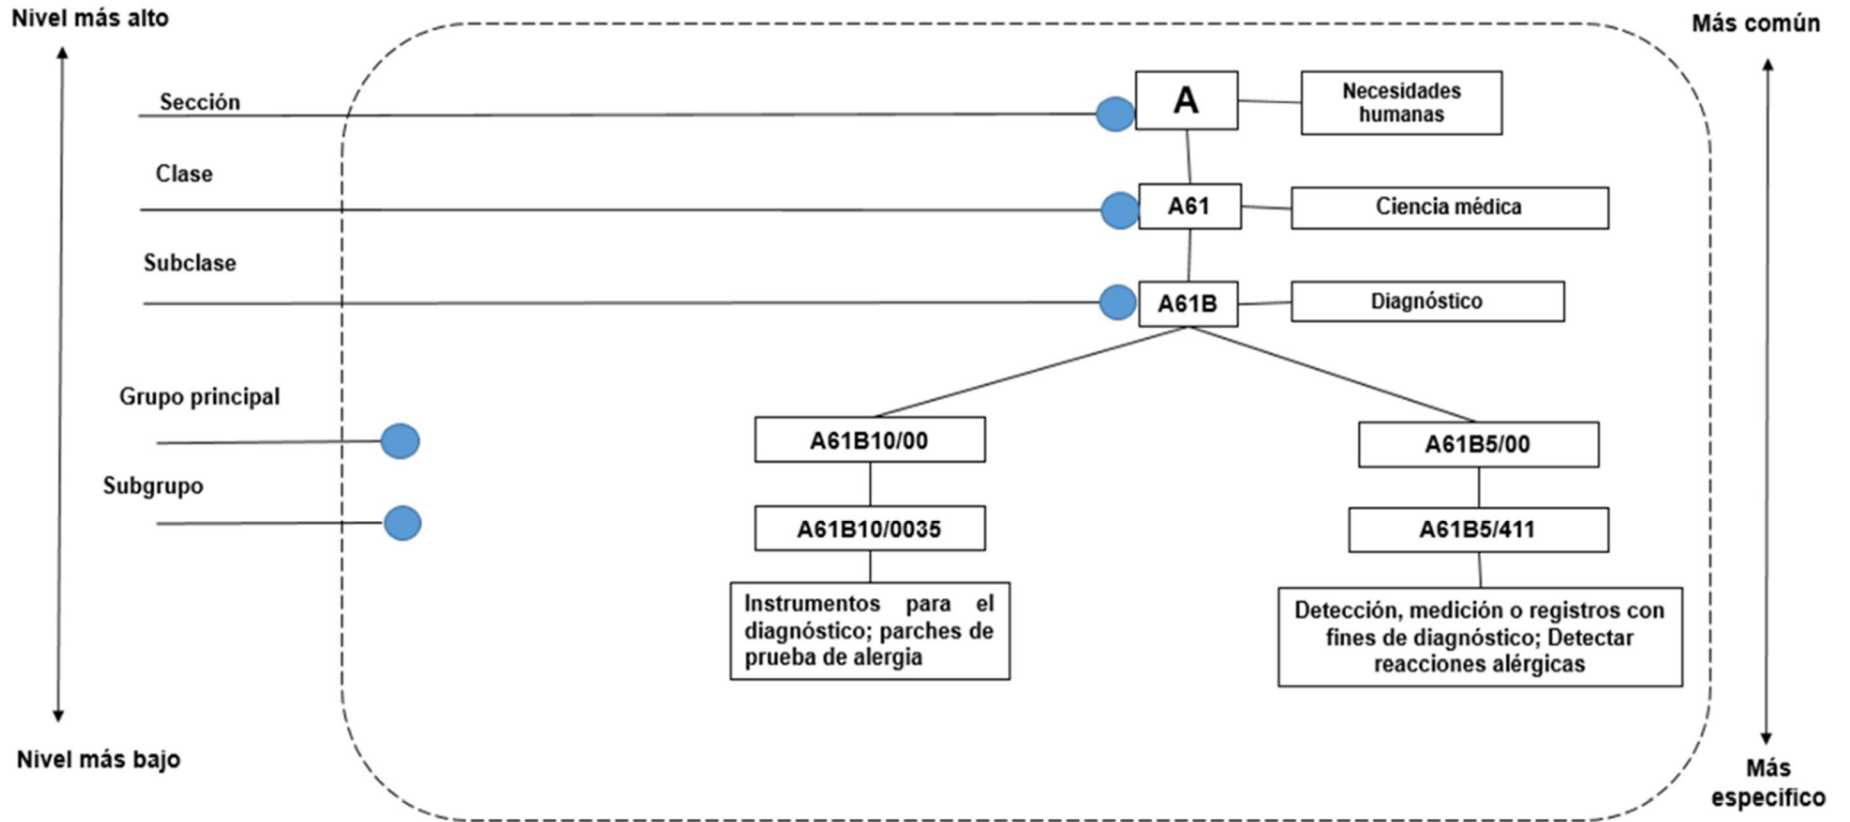 Nivel más alto
Más común
Sección
A
Necesidades
humanas
Clase
A61
Ciencia médica
Subclase
A61B
Diagnóstico
Grupo principal
A61B10/00
A61B5/00
Subgrupo
A61B10/0035
A61B5/411
Instrumentos para el
diagnóstico; parches de
prueba de alergia
Detección, medición o registros con
fines de diagnóstico; Detectar
reacciones alérgicas
Nivel más bajo
Más
especifico